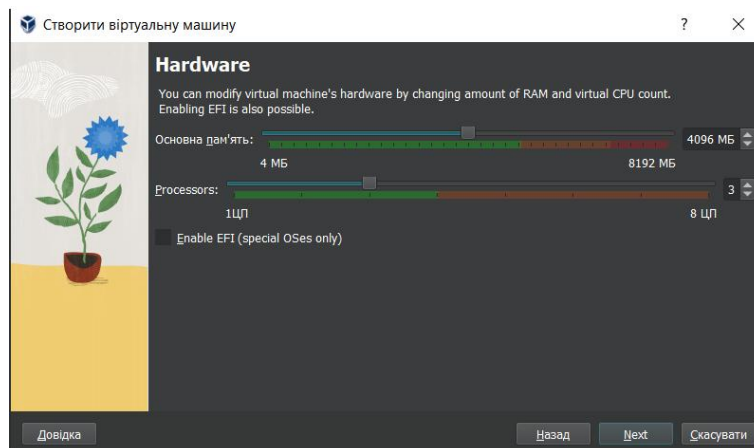 Створити віртуальну машину ?
Hardware
You can modify virtual machine's hardware by changing amount of RAM and virtual CPU count.
Enabling EFI is also possible.
Основна пам'ять: 4096 МБ
4 МБ 8192 МБ
Processors: 3
1ЦП 8 ЦП
Enable EFI (special OSes only)
Довідка Назад Next Скасувати